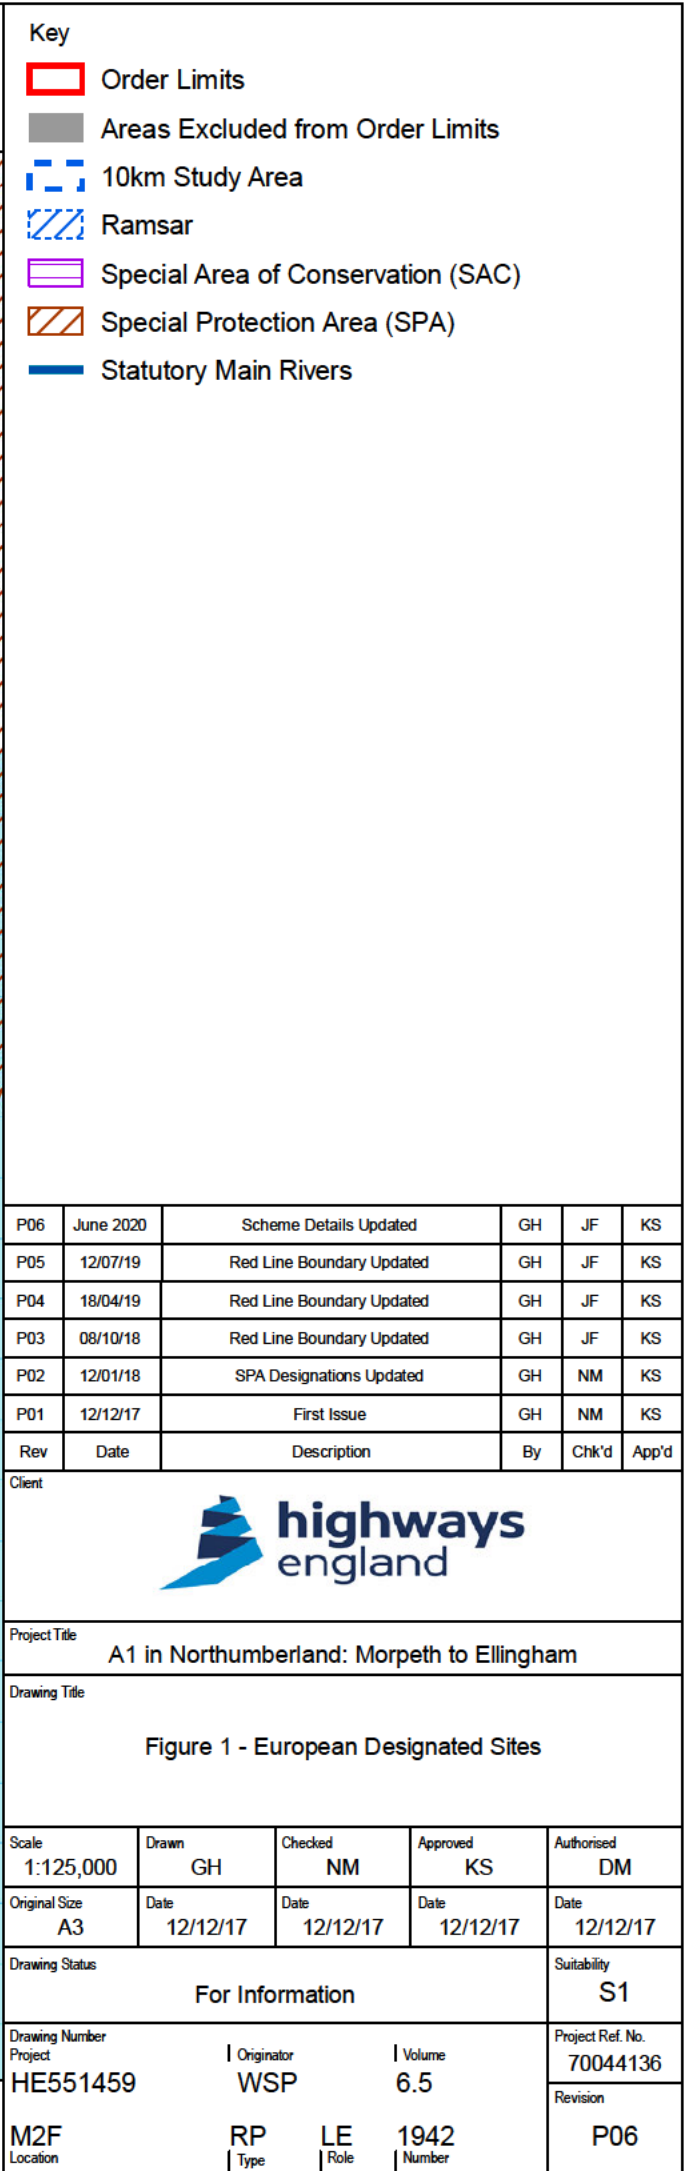 Key
Order Limits
Areas Excluded from Order Limits
10km Study Area
Ramsar
Special Area of Conservation (SAC)
Special Protection Area (SPA)
Statutory Main Rivers
P06 June 2020 Scheme Details Updated GH JF KS
P05 12/07/19 Red Line Boundary Updated GH JF KS
P04 18/04/19 Red Line Boundary Updated GH JF KS
P03 08/10/18 Red Line Boundary Updated GH JF KS
P02 12/01/18 SPA Designations Updated GH NM KS
P01 12/12/17 First Issue GH NM KS
Rev Date Description By Chk'd App'd
Client
highways
england
Project Title
A1 in Northumberland: Morpeth to Ellingham
Drawing Title
Figure 1 - European Designated Sites
Scale Drawn Checked Approved Authorised
1:125,000 GH NM KS DM
Original Size Date Date Date Date
A3 12/12/17 12/12/17 12/12/17 12/12/17
Drawing Status Suitability
For Information S1
Drawing Number Project Ref. No.
Project Originator Volume 70044136
HE551459 WSP 6.5
Revision
M2F RP LE 1942 P06
Location Type Role Number